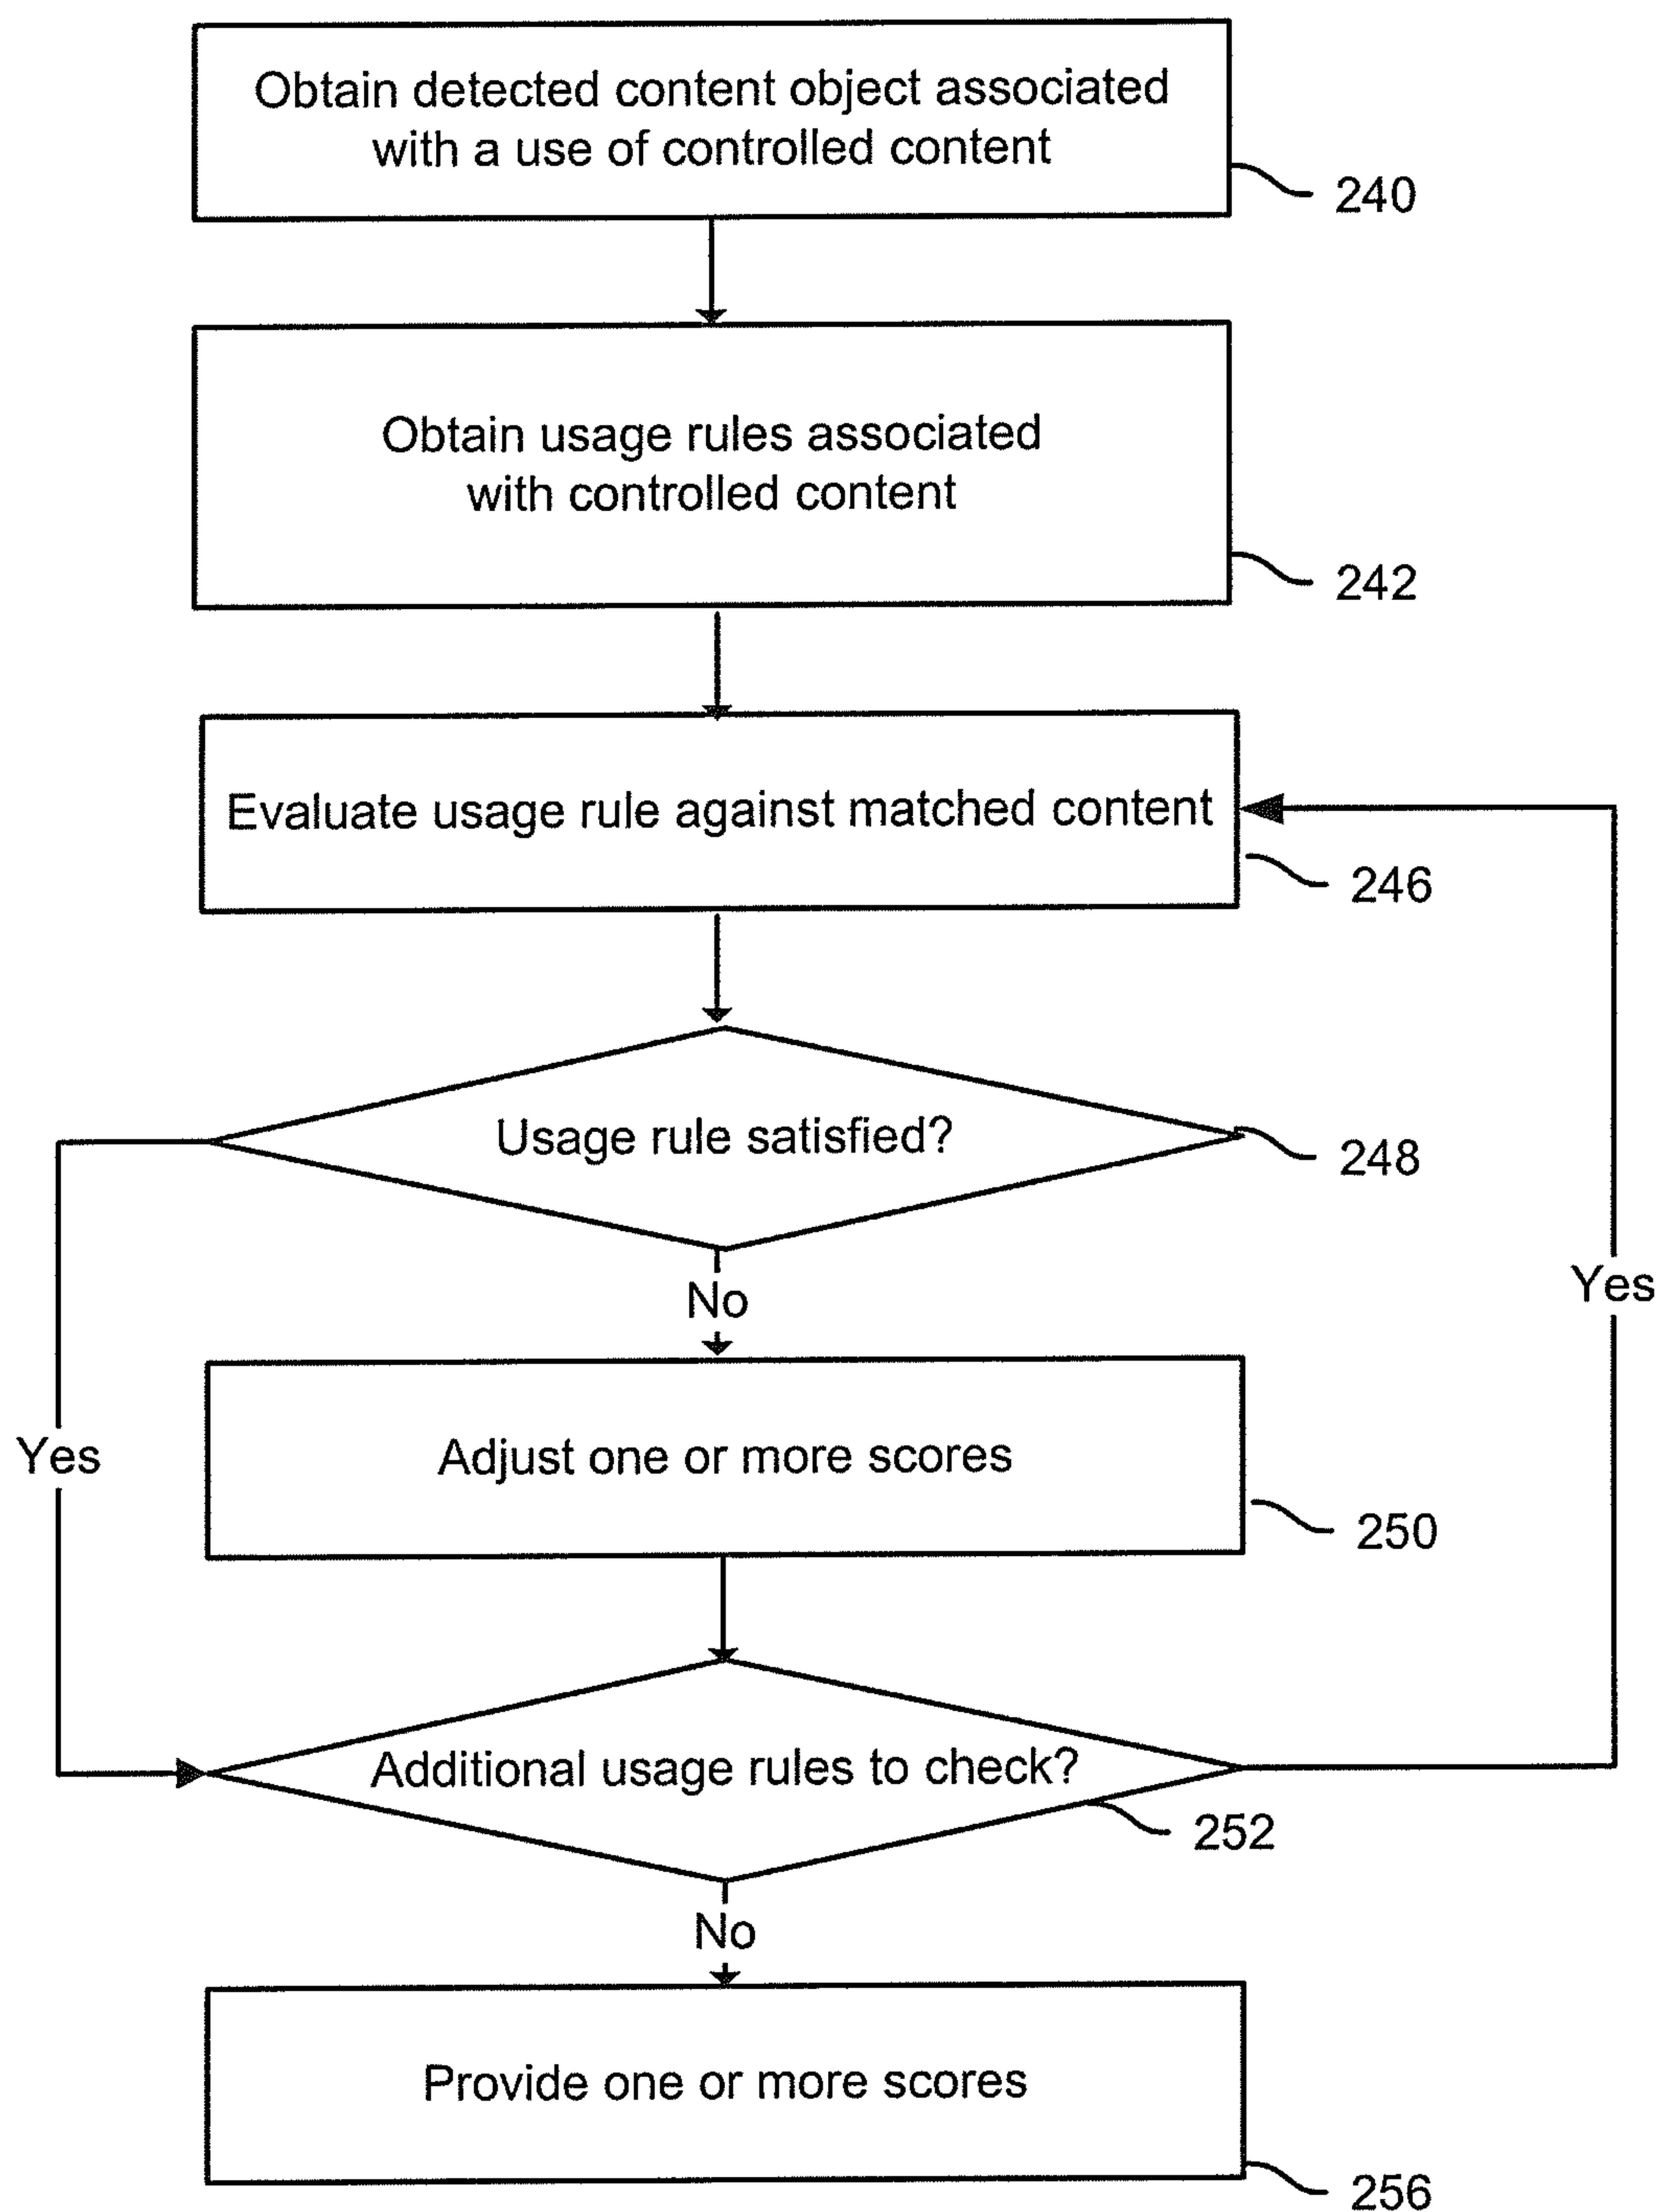 Obtain detected content object associated
with a use of controlled content
240
Obtain usage rules associated
with controlled content
242
Evaluate usage rule against matched content
246
Usage rule satisfied?
248
No
Yes
Yes
Adjust one or more scores
250
Additional usage rules to check?
252
No
Provide one or more scores
256